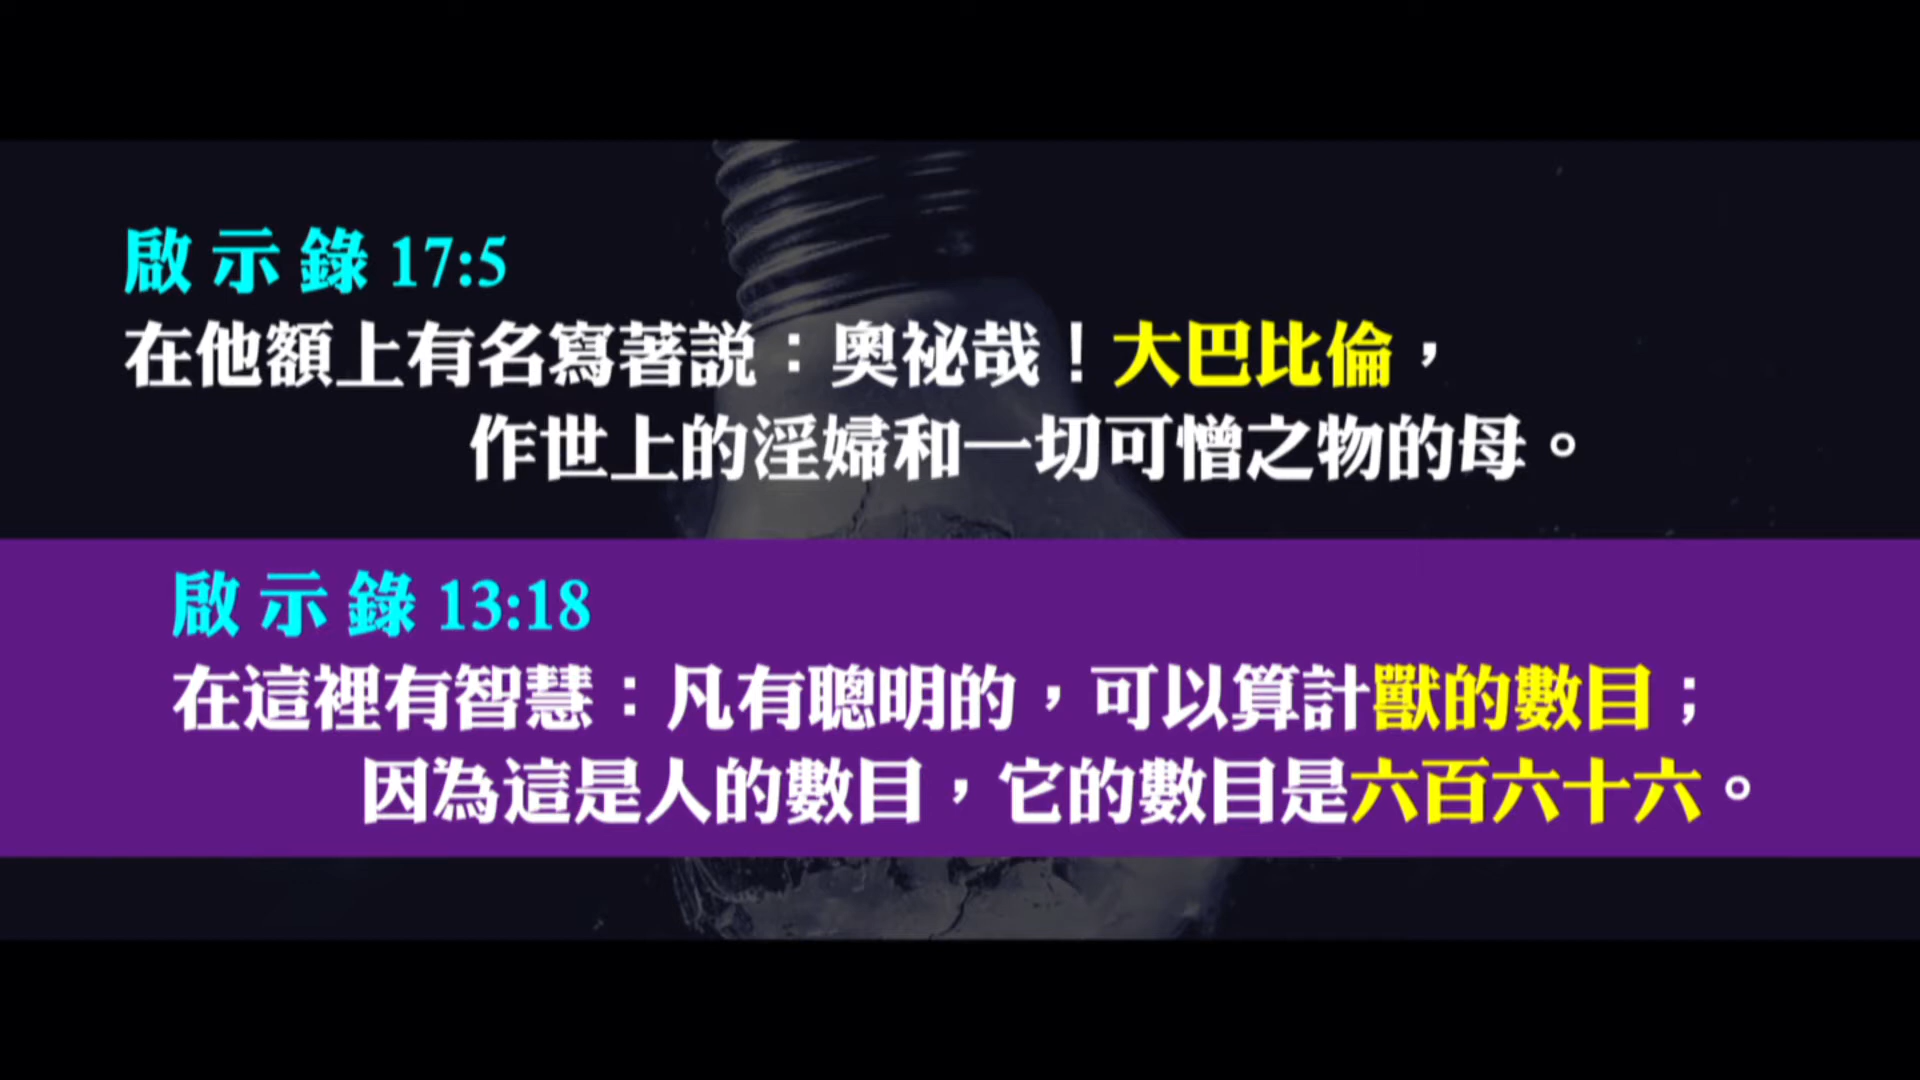 啟示錄 17:5
在他額上有名寫著説：奧祕哉！大巴比倫，
作世上的淫婦和一切可憎之物的母。
啟示錄 13:18
在這裡有智慧：凡有聰明的，可以算計獸的數目；
因為這是人的數目，它的數目是六百六十六。